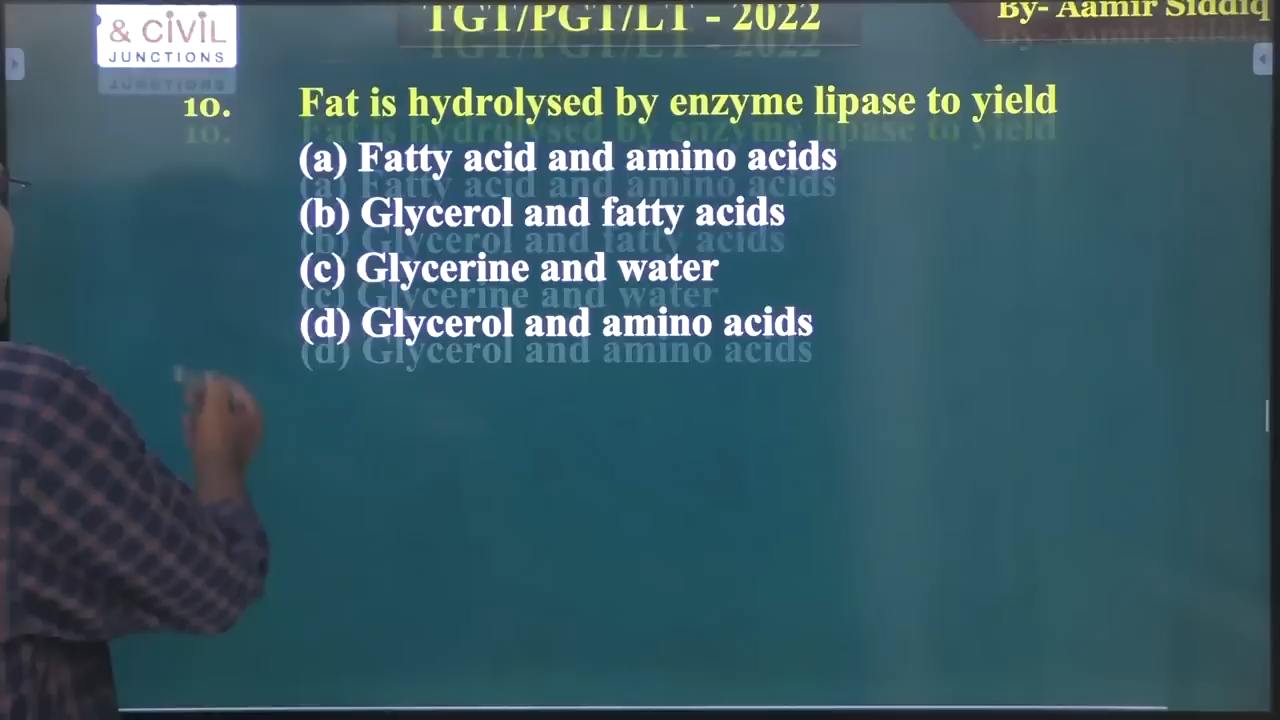 & CIVIL
JUNCTIONS
TGT/PGT/LT - 2022
By- Aamir Siddiq
10. Fat is hydrolysed by enzyme lipase to yield
(a) Fatty acid and amino acids
(b) Glycerol and fatty acids
(c) Glycerine and water
(d) Glycerol and amino acids